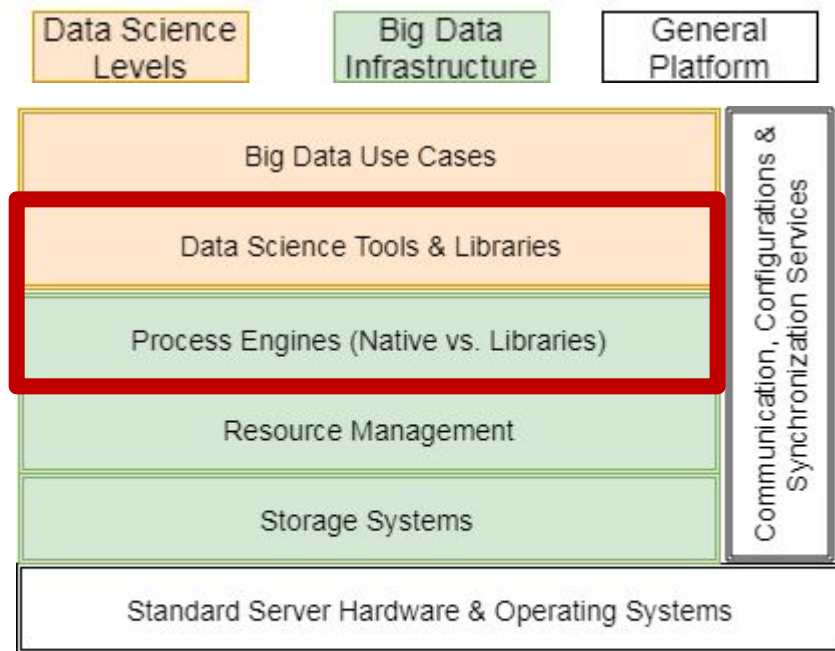 Data Science
Levels
Big Data
Infrastructure
General
Platform
Big Data Use Cases
Data Science Tools & Libraries
Process Engines (Native vs. Libraries)
Resource Management
Storage Systems
Communication, Configurations &
Synchronization Services
Standard Server Hardware & Operating Systems